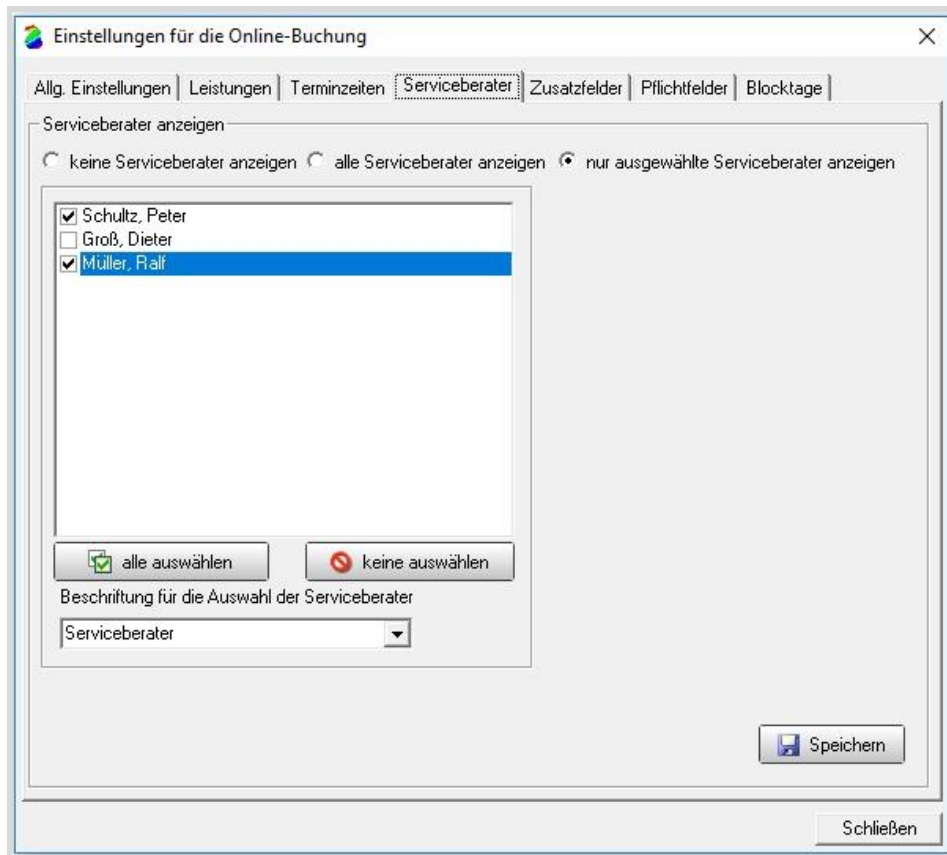 Einstellungen für die Online-Buchung
Allg. Einstellungen Leistungen Terminzeiten Serviceberater Zusatzfelder Pflichtfelder Blocktage
Serviceberater anzeigen
keine Serviceberater anzeigen alle Serviceberater anzeigen nur ausgewählte Serviceberater anzeigen
Schultz, Peter
Groß, Dieter
Müller, Ralf
alle auswählen keine auswählen
Beschriftung für die Auswahl der Serviceberater
Serviceberater
Speichern
Schließen